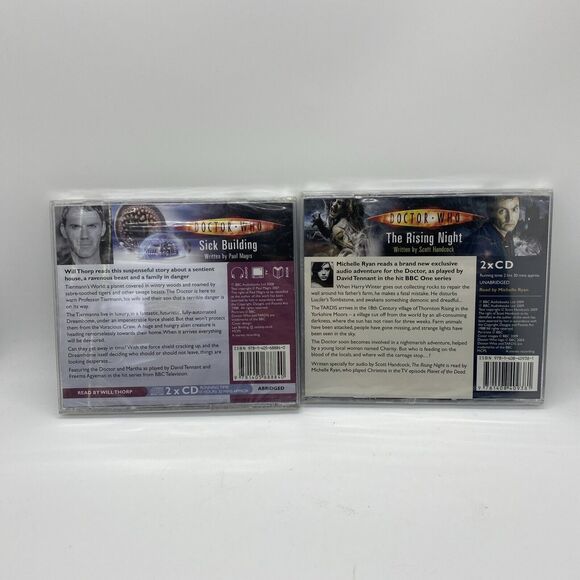 DOCTOR·WHO
Sick Building
Written by Paul Magrs
Will Thorp reads this suspenseful story about a sentient
house, a ravenous beast and a family in danger
Tiermann's World: a planet covered in wintry woods and roamed by
sabre-toothed tigers and other savage beasts. The Doctor is here to
warn Professor Tiermann, his wife and their son that a terrible danger is
on its way.
The Tiermanns live in luxury, in a fantastic, futuristic, fully-automated
Dreamhome, under an impenetrable force shield. But that won't protect
them from the Voracious Craw. A huge and hungry alien creature is
heading remorselessly towards their home. When it arrives everything
will be devoured.
Can they get away in time? With the force shield cracking up, and the
Dreamhome itself deciding who should or should not leave, things are
looking desperate...
Featuring the Doctor and Martha as played by David Tennant and
Freema Agyeman in the hit series from BBC Television.
READ BY WILL THORP
2 x CD
ABRIDGED
DOCTOR·WHO
The Rising Night
Written by Scott Handcock
Michelle Ryan reads a brand new exclusive
audio adventure for the Doctor, as played by
David Tennant in the hit BBC One series
When Harry Winter goes out collecting rocks to repair the
wall around his father's farm, he makes a fatal mistake. He disturbs
Lucifer's Tombstone, and awakens something demonic and dreadful...
The TARDIS arrives in the 18th Century village of Thornton Rising in the
Yorkshire Moors – a village cut off from the world by an all-consuming
darkness, where the sun has not risen for three weeks. Farm animals
have been attacked, people have gone missing, and strange lights have
been seen in the sky.
The Doctor soon becomes involved in a nightmarish adventure, helped
by a young local woman named Charity. But who is feeding on the
blood of the locals, and where will the carnage stop...?
Written specially for audio by Scott Handcock, The Rising Night is read by
Michelle Ryan, who played Christina in the TV episode Planet of the Dead.
2 x CD
UNABRIDGED
Read by Michelle Ryan